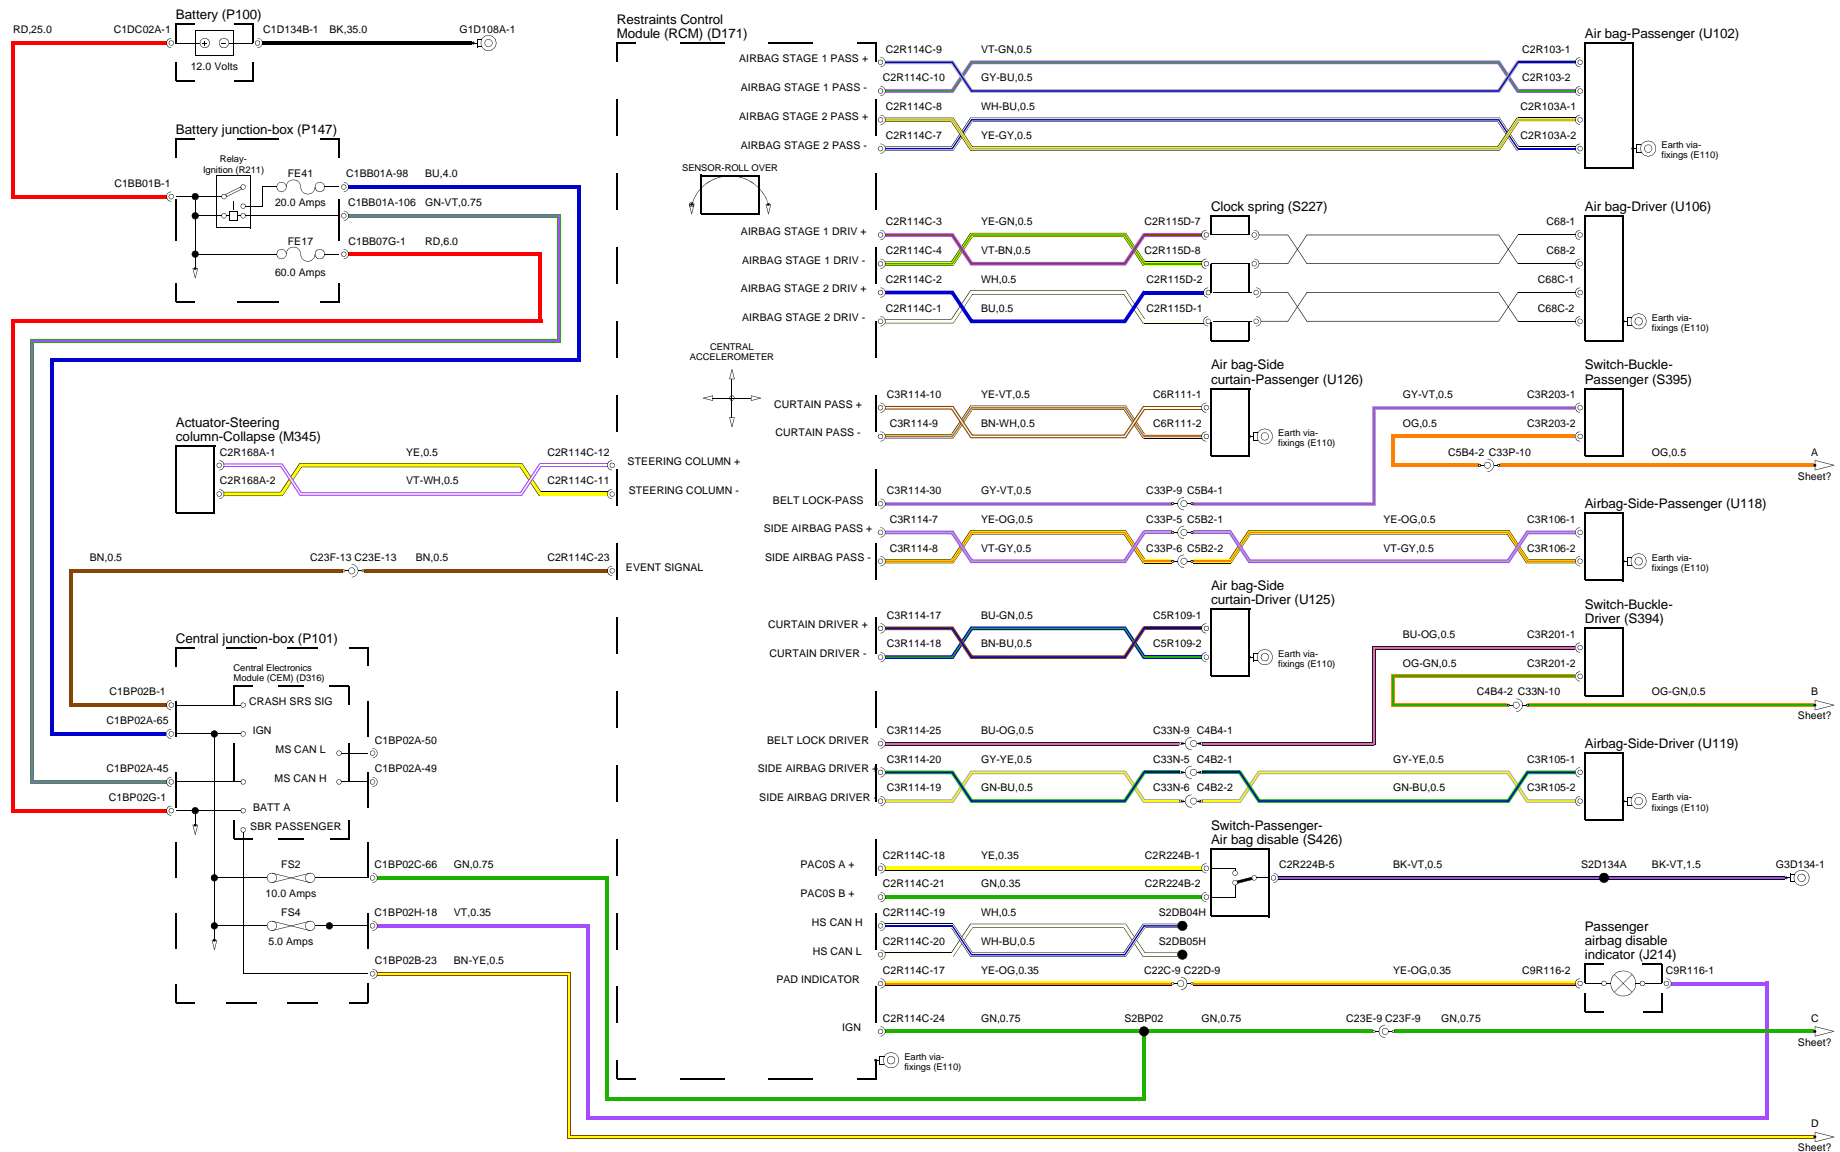 Battery (P100)
RD,25.0
C1DC02A-1
C1D134B-1
BK,35.0
G1D108A-1
12.0 Volts
Battery junction-box (P147)
Relay-
Ignition (R211)
FE41
20.0 Amps
C1BB01A-98
BU,4.0
C1BB01B-1
C1BB01A-106
GN-VT,0.75
FE17
60.0 Amps
C1BB07G-1
RD,6.0
Actuator-Steering
column-Collapse (M345)
C2R168A-1
YE,0.5
C2R114C-12
STEERING COLUMN +
C2R168A-2
VT-WH,0.5
C2R114C-11
STEERING COLUMN -
BN,0.5
C23F-13 C23E-13
BN,0.5
C2R114C-23
EVENT SIGNAL
Central junction-box (P101)
Central Electronics
Module (CEM) (D316)
C1BP02B-1
CRASH SRS SIG
C1BP02A-65
IGN
MS CAN L
C1BP02A-50
C1BP02A-45
MS CAN H
C1BP02A-49
C1BP02G-1
BATT A
SBR PASSENGER
FS2
10.0 Amps
C1BP02C-66
GN,0.75
FS4
5.0 Amps
C1BP02H-18
VT,0.35
C1BP02B-23
BN-YE,0.5
Restraints Control
Module (RCM) (D171)
SENSOR-ROLL OVER
CENTRAL
ACCELEROMETER
AIRBAG STAGE 1 PASS +
C2R114C-9
VT-GN,0.5
C2R103-1
AIRBAG STAGE 1 PASS -
C2R114C-10
GY-BU,0.5
C2R103-2
AIRBAG STAGE 2 PASS +
C2R114C-8
WH-BU,0.5
C2R103A-1
AIRBAG STAGE 2 PASS -
C2R114C-7
YE-GY,0.5
C2R103A-2
Air bag-Passenger (U102)
Earth via-
fixings (E110)
AIRBAG STAGE 1 DRIV +
C2R114C-3
YE-GN,0.5
C2R115D-7
Clock spring (S227)
C68-1
AIRBAG STAGE 1 DRIV -
C2R114C-4
VT-BN,0.5
C2R115D-8
C68-2
AIRBAG STAGE 2 DRIV +
C2R114C-2
WH,0.5
C2R115D-2
C68C-1
AIRBAG STAGE 2 DRIV -
C2R114C-1
BU,0.5
C2R115D-1
C68C-2
Air bag-Driver (U106)
Earth via-
fixings (E110)
Air bag-Side
curtain-Passenger (U126)
CURTAIN PASS +
C3R114-10
YE-VT,0.5
C6R111-1
CURTAIN PASS -
C3R114-9
BN-WH,0.5
C6R111-2
Earth via-
fixings (E110)
Switch-Buckle-
Passenger (S395)
GY-VT,0.5
C3R203-1
OG,0.5
C3R203-2
C5B4-2 C33P-10
OG,0.5
A
Sheet?
BELT LOCK-PASS
C3R114-30
GY-VT,0.5
C33P-9 C5B4-1
SIDE AIRBAG PASS +
C3R114-7
YE-OG,0.5
C33P-5 C5B2-1
YE-OG,0.5
C3R106-1
SIDE AIRBAG PASS -
C3R114-8
VT-GY,0.5
C33P-6 C5B2-2
VT-GY,0.5
C3R106-2
Airbag-Side-Passenger (U118)
Earth via-
fixings (E110)
Air bag-Side
curtain-Driver (U125)
CURTAIN DRIVER +
C3R114-17
BU-GN,0.5
C5R109-1
CURTAIN DRIVER -
C3R114-18
BN-BU,0.5
C5R109-2
Earth via-
fixings (E110)
Switch-Buckle-
Driver (S394)
BU-OG,0.5
C3R201-1
OG-GN,0.5
C3R201-2
C4B4-2 C33N-10
OG-GN,0.5
B
Sheet?
BELT LOCK DRIVER
C3R114-25
BU-OG,0.5
C33N-9 C4B4-1
SIDE AIRBAG DRIVER +
C3R114-20
GY-YE,0.5
C33N-5 C4B2-1
GY-YE,0.5
C3R105-1
SIDE AIRBAG DRIVER
C3R114-19
GN-BU,0.5
C33N-6 C4B2-2
GN-BU,0.5
C3R105-2
Airbag-Side-Driver (U119)
Earth via-
fixings (E110)
Switch-Passenger-
Air bag disable (S426)
PAC0S A +
C2R114C-18
YE,0.35
C2R224B-1
C2R224B-5
BK-VT,0.5
S2D134A
BK-VT,1.5
G3D134-1
PAC0S B +
C2R114C-21
GN,0.35
C2R224B-2
HS CAN H
C2R114C-19
WH,0.5
S2DB04H
HS CAN L
C2R114C-20
WH-BU,0.5
S2DB05H
Passenger
airbag disable
indicator (J214)
PAD INDICATOR
C2R114C-17
YE-OG,0.35
C22C-9 C22D-9
YE-OG,0.35
C9R116-2
C9R116-1
IGN
C2R114C-24
GN,0.75
S2BP02
GN,0.75
C23E-9 C23F-9
GN,0.75
C
Sheet?
Earth via-
fixings (E110)
D
Sheet?